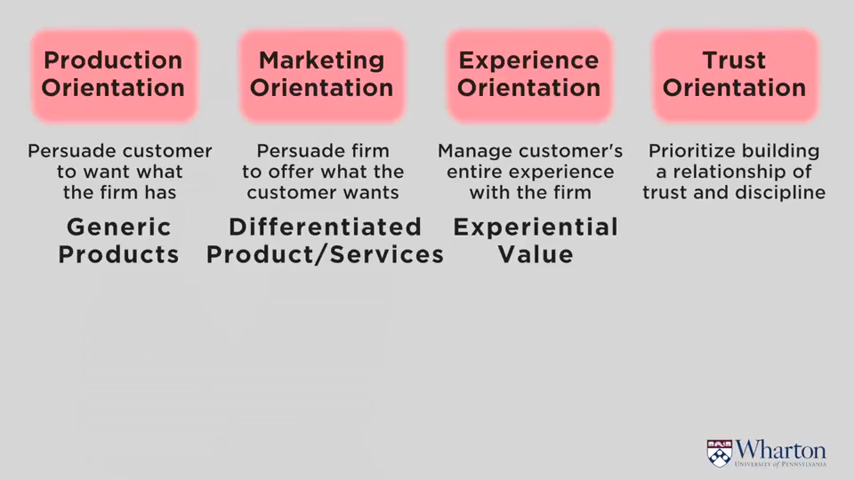 Production
Orientation
Persuade customer
to want what
the firm has
Generic
Products
Marketing
Orientation
Persuade firm
to offer what the
customer wants
Differentiated
Product/Services
Experience
Orientation
Manage customer's
entire experience
with the firm
Experiential
Value
Trust
Orientation
Prioritize building
a relationship of
trust and discipline
Wharton
UNIVERSITY of PENNSYLVANIA